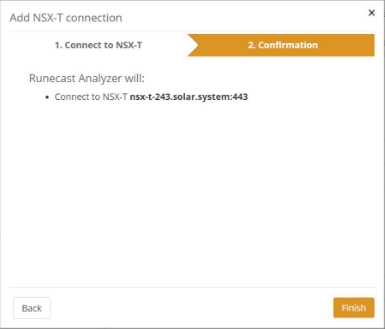 Add NSX-T connection
×
1. Connect to NSX-T
2. Confirmation
Runecast Analyzer will:
• Connect to NSX-T nsx-t-243.solar.system:443
Back
Finish